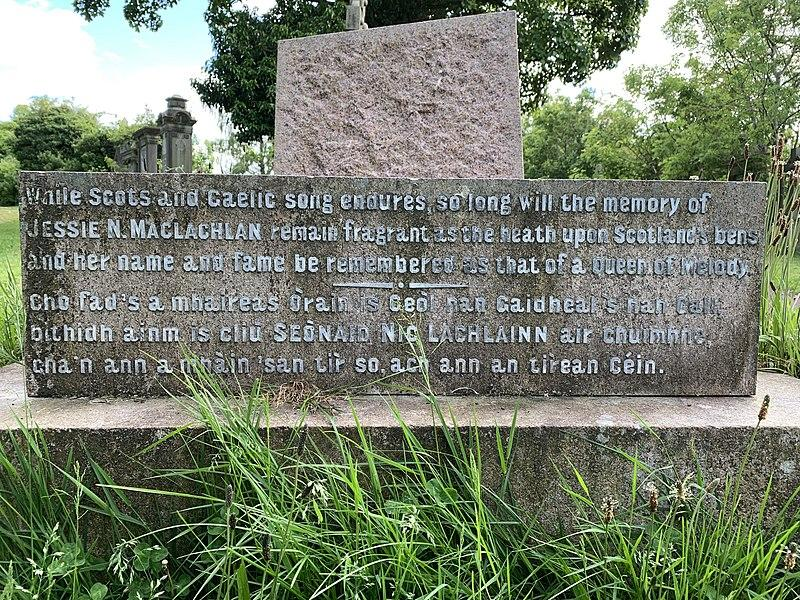 While Scots and Gaelic song endures, so long will the memory of
JESSIE N. MACLACHLAN remain fragrant as the heath upon Scotland's bens
and her name and fame be remembered as that of a Queen of Melody.
Cho fad's a mhaireas Òrain is Ceòl nan Gaidheal 's nan Gall,
bithidh ainm is cliù SEÒNAID NIC LACHLAINN air chuimhne,
cha'n ann a mhàin 'san tìr so, ach ann an tìrean Céin.